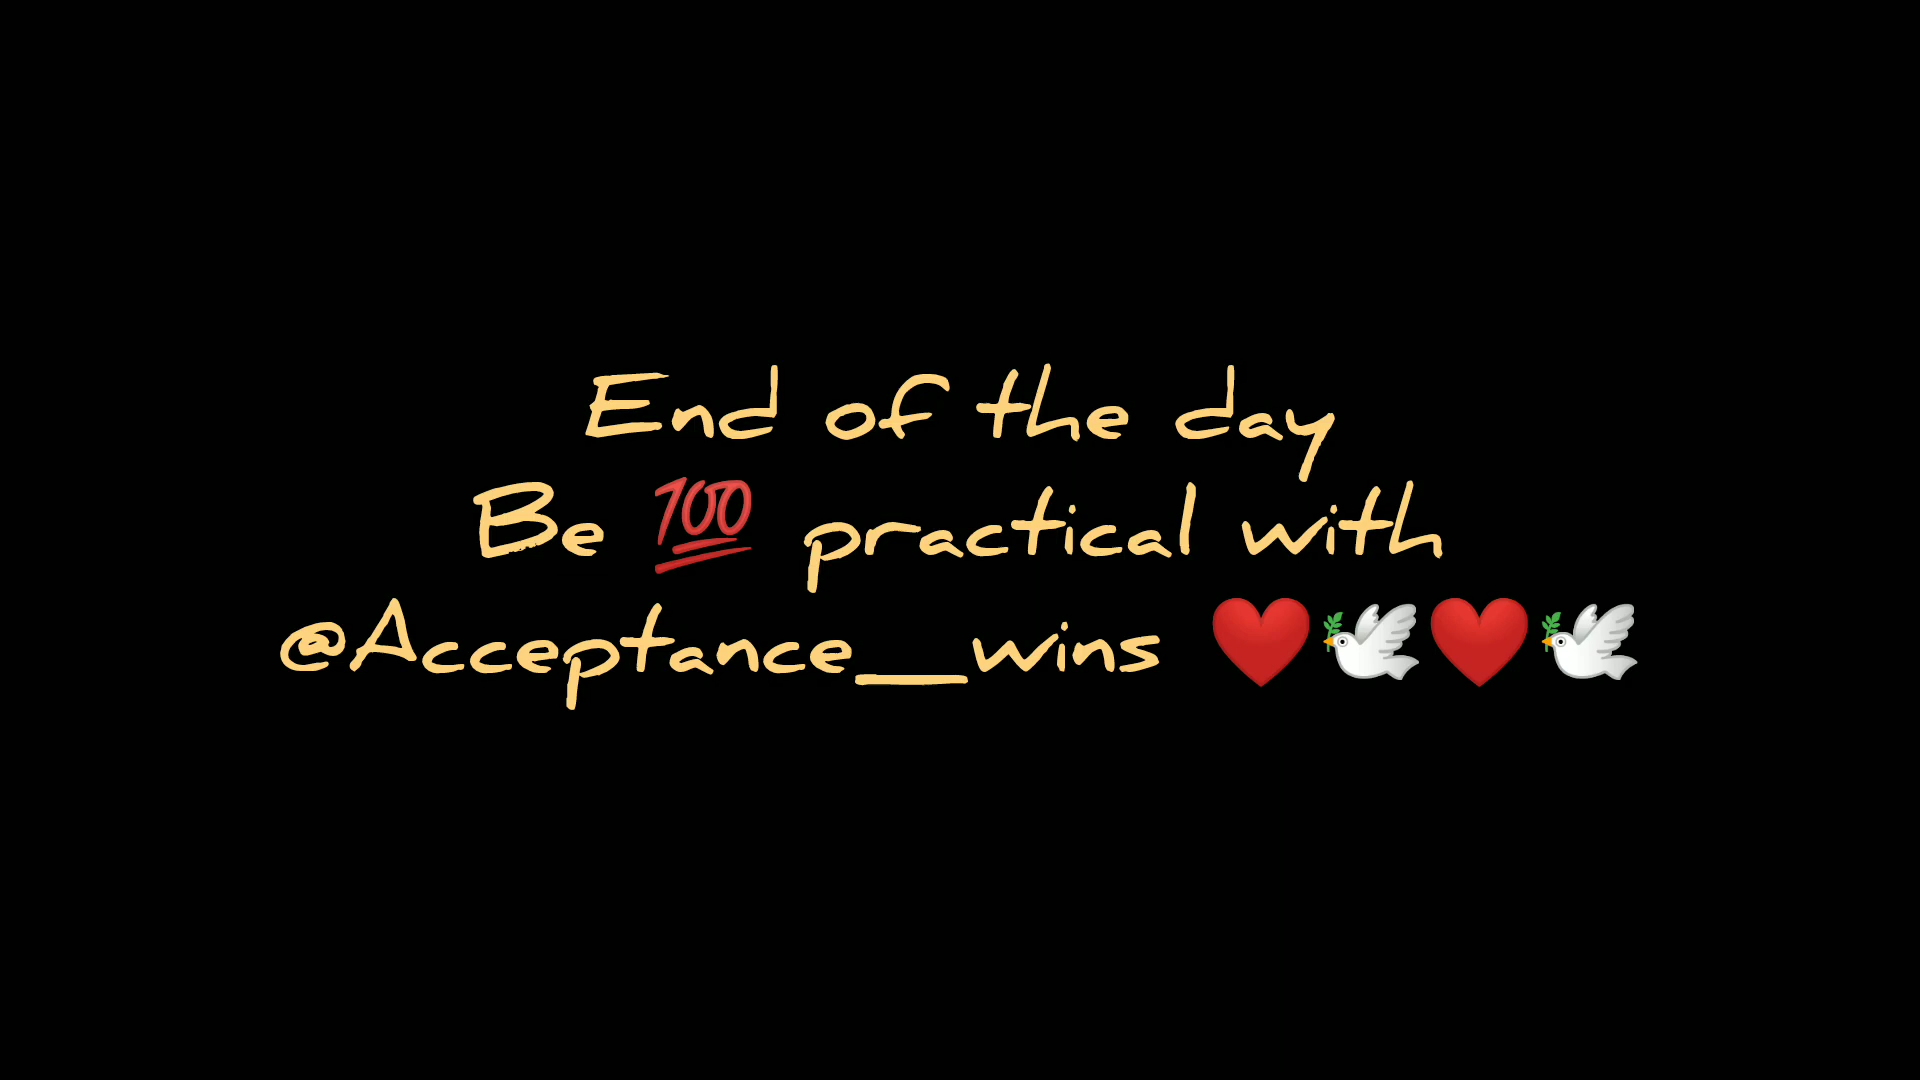 End of the day
Be 💯 practical with
@Acceptance__wins ❤️🕊️❤️🕊️